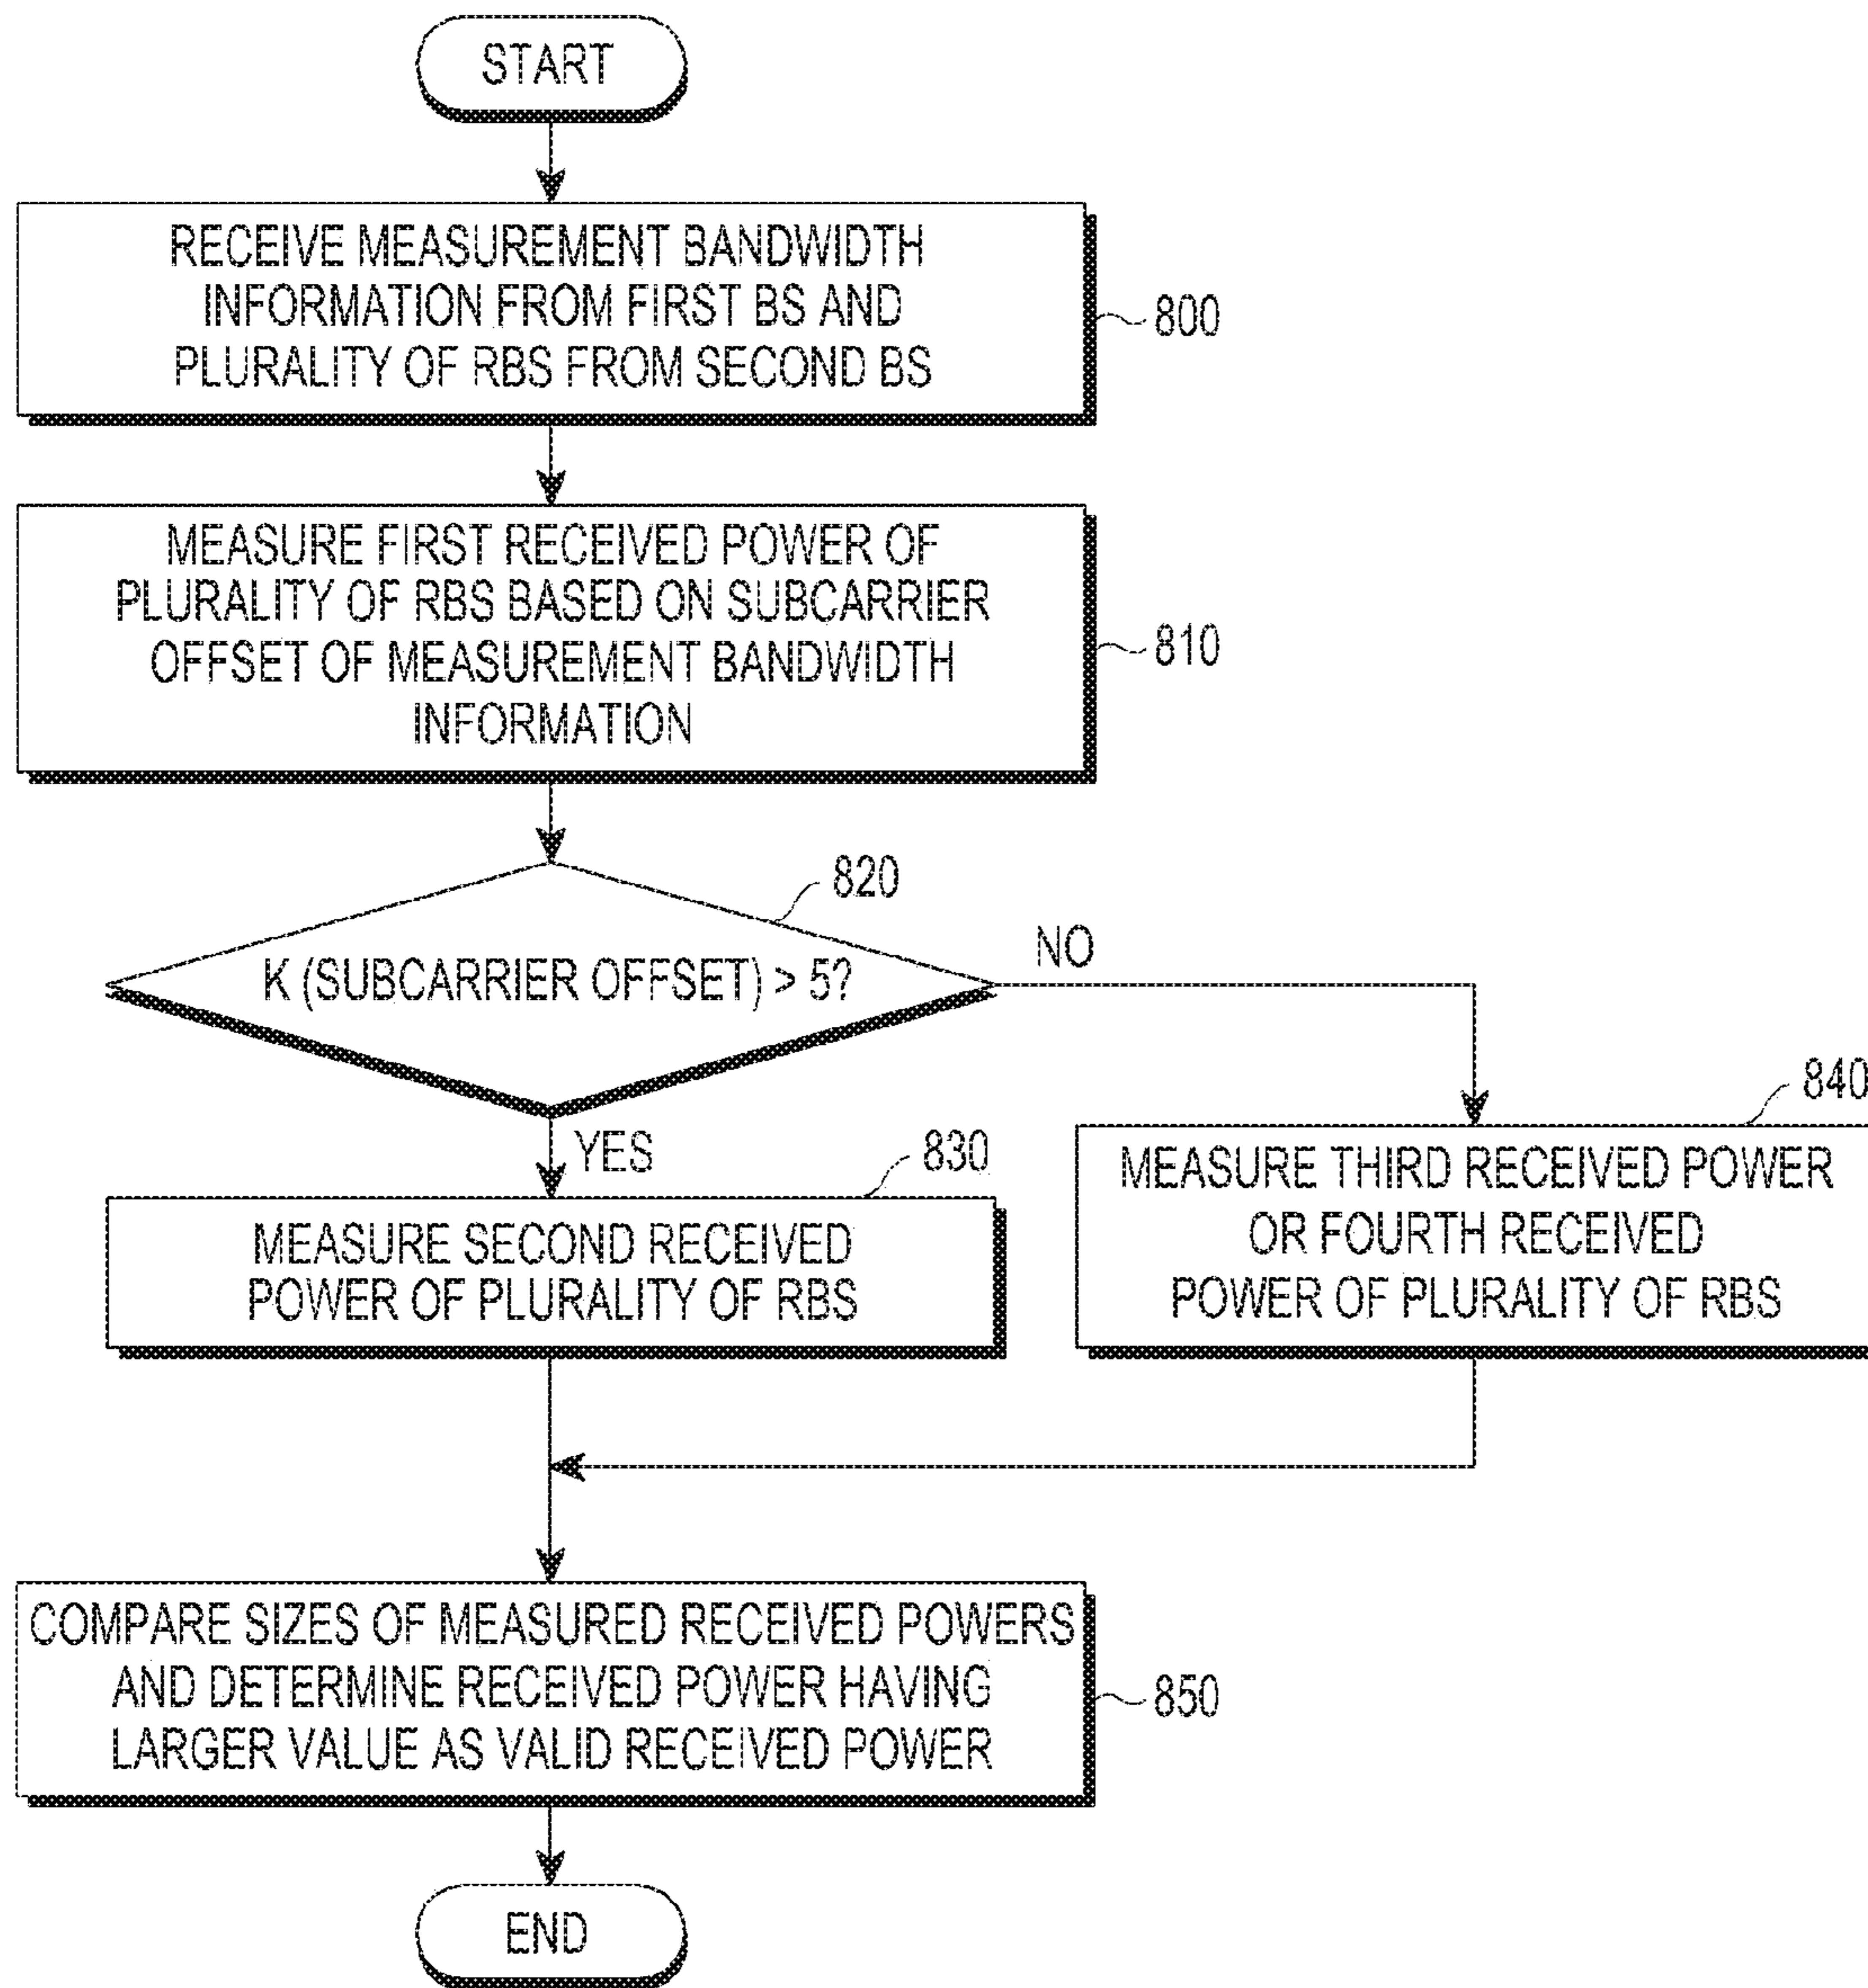 START
RECEIVE MEASUREMENT BANDWIDTH
INFORMATION FROM FIRST BS AND
PLURALITY OF RBS FROM SECOND BS
800
MEASURE FIRST RECEIVED POWER OF
PLURALITY OF RBS BASED ON SUBCARRIER
OFFSET OF MEASUREMENT BANDWIDTH
INFORMATION
810
820
K (SUBCARRIER OFFSET) > 5?
NO
YES
830
MEASURE SECOND RECEIVED
POWER OF PLURALITY OF RBS
840
MEASURE THIRD RECEIVED POWER
OR FOURTH RECEIVED
POWER OF PLURALITY OF RBS
COMPARE SIZES OF MEASURED RECEIVED POWERS
AND DETERMINE RECEIVED POWER HAVING
LARGER VALUE AS VALID RECEIVED POWER
850
END